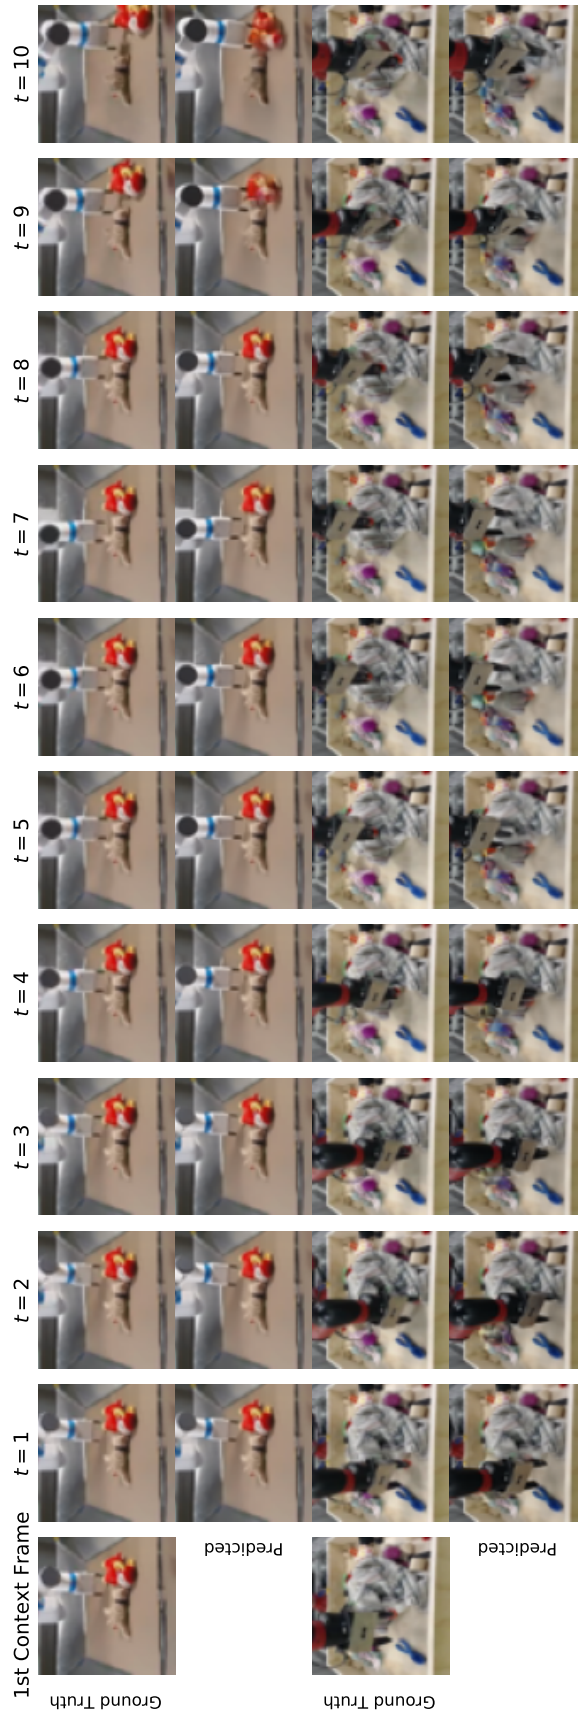 1st Context Frame
t = 1
t = 2
t = 3
t = 4
t = 5
t = 6
t = 7
t = 8
t = 9
t = 10
Ground Truth
Predicted
Ground Truth
Predicted